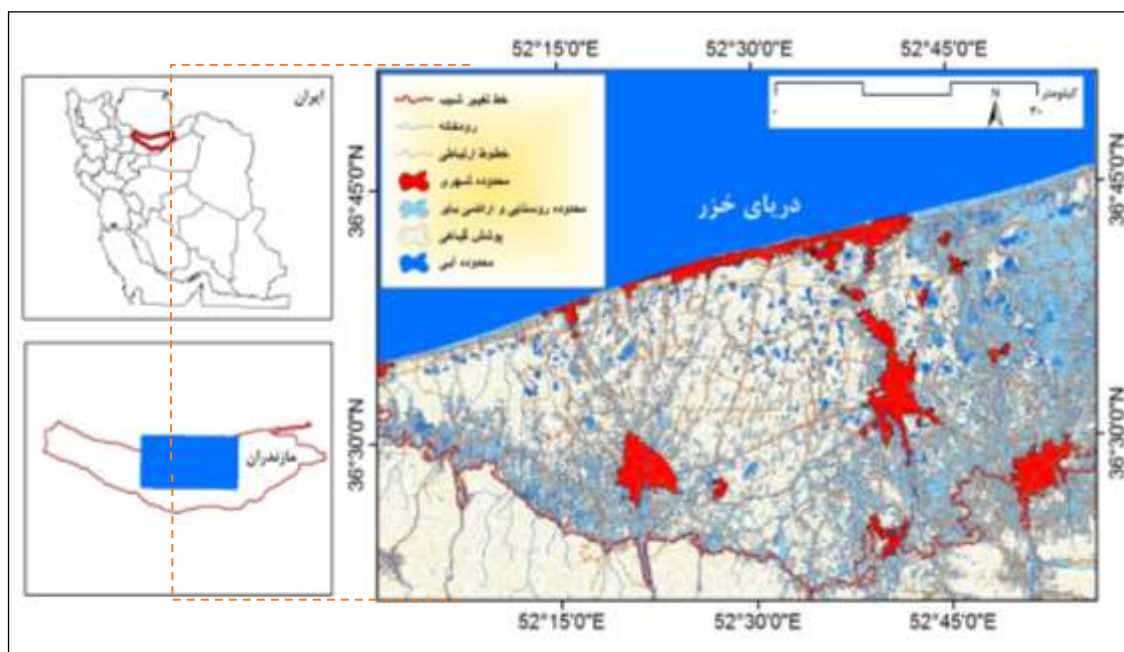 52°15'0"E 52°30'0"E 52°45'0"E
ایران
مازندران
خط تغییر شیب
رودخانه
خطوط ارتباطی
محدوده شهری
محدوده روستایی و اراضی بایر
پوشش گیاهی
محدوده آبی
کیلومتر
N
۰ ۲۰
دریای خزر
36°45'0"N
36°45'0"N
36°30'0"N
36°30'0"N
52°15'0"E 52°30'0"E 52°45'0"E